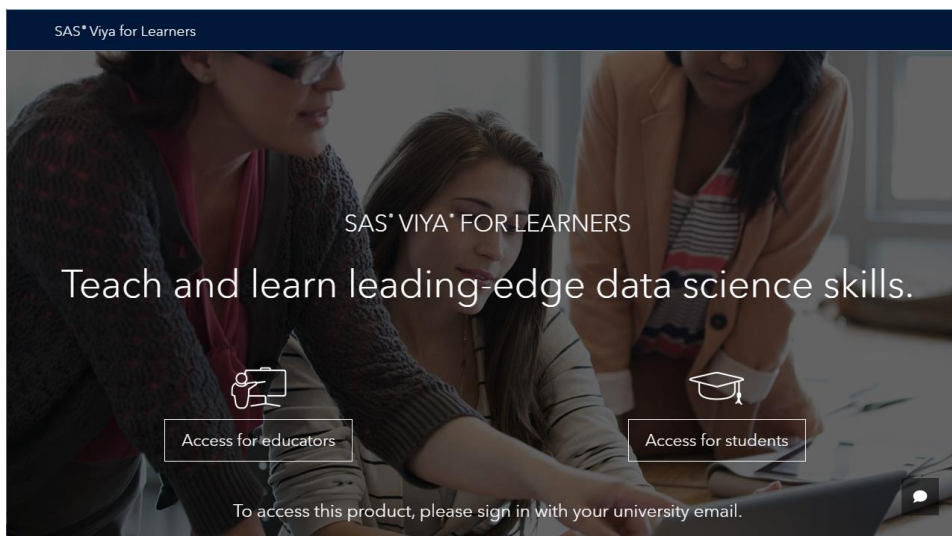 SAS® Viya for Learners
SAS® VIYA® FOR LEARNERS
Teach and learn leading-edge data science skills.
Access for educators
Access for students
To access this product, please sign in with your university email.